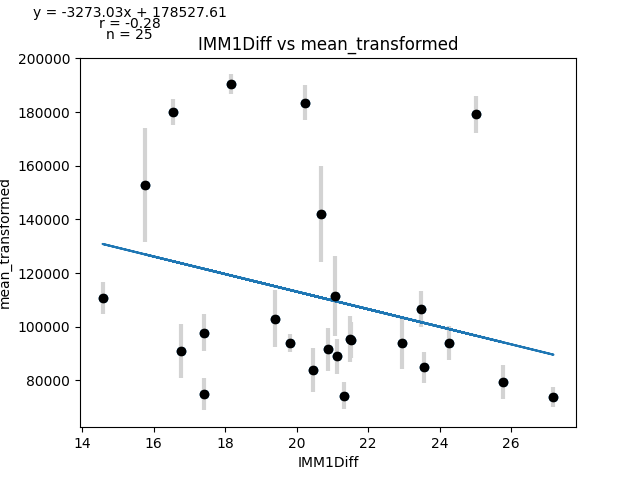 y = -3273.03x + 178527.61
r = -0.28
n = 25
IMM1Diff vs mean_transformed
mean_transformed
200000
180000
160000
140000
120000
100000
80000
14 16 18 20 22 24 26
IMM1Diff